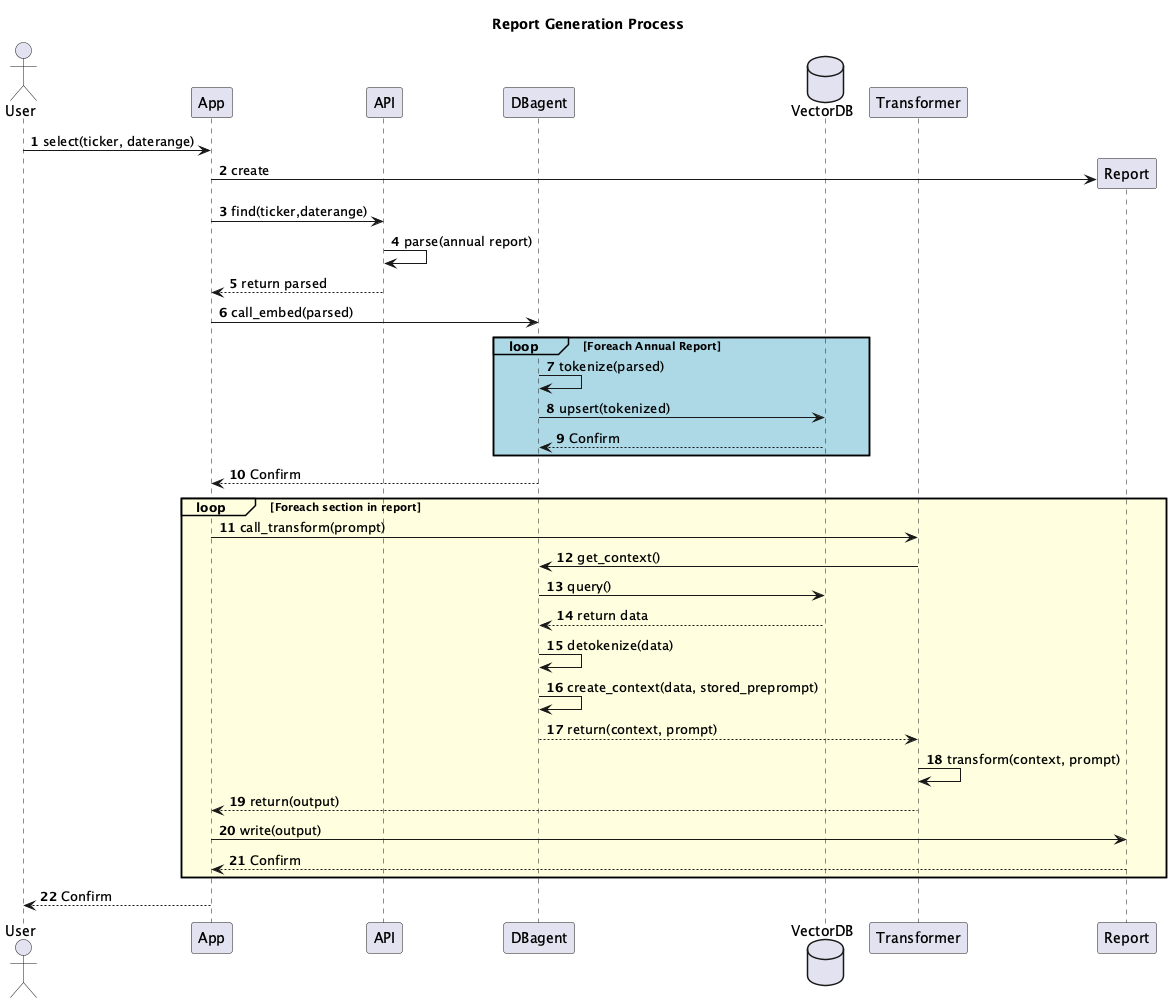 Report Generation Process
User
App
API
DBagent
VectorDB
Transformer
1 select(ticker, daterange)
2 create
Report
3 find(ticker,daterange)
4 parse(annual report)
5 return parsed
6 call_embed(parsed)
loop [Foreach Annual Report]
7 tokenize(parsed)
8 upsert(tokenized)
9 Confirm
10 Confirm
loop [Foreach section in report]
11 call_transform(prompt)
12 get_context()
13 query()
14 return data
15 detokenize(data)
16 create_context(data, stored_preprompt)
17 return(context, prompt)
18 transform(context, prompt)
19 return(output)
20 write(output)
21 Confirm
22 Confirm
User
App
API
DBagent
VectorDB
Transformer
Report